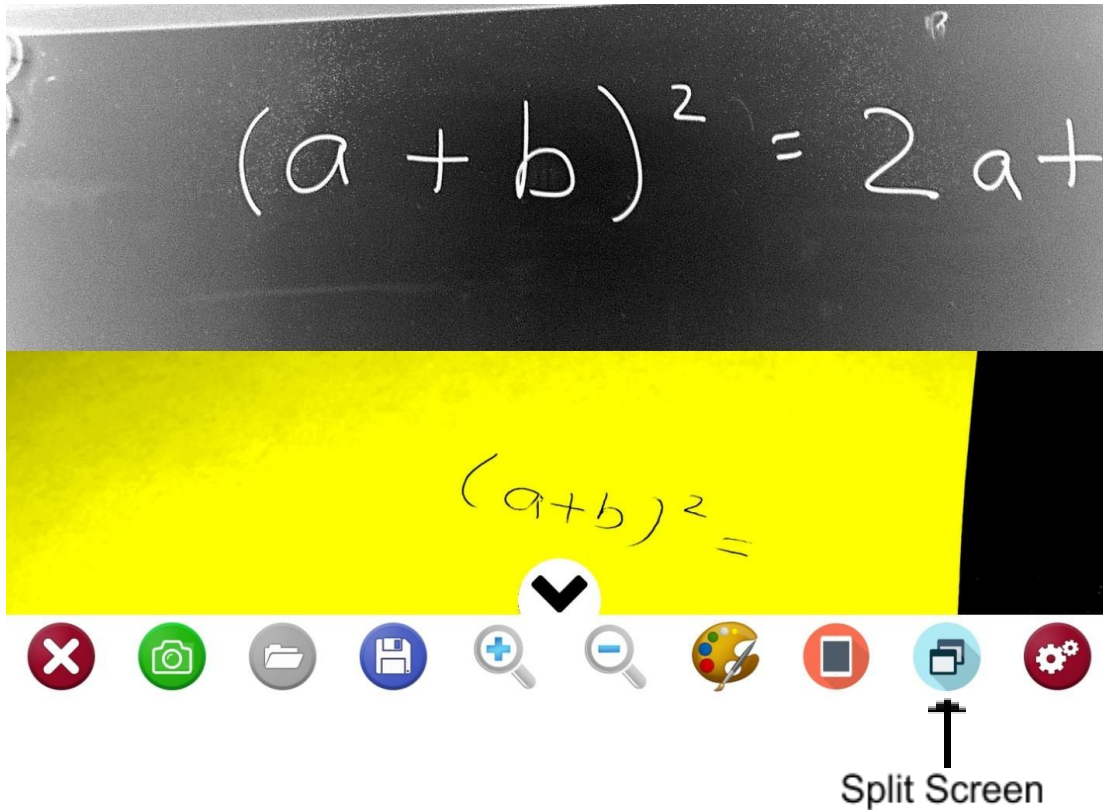 (a + b)² = 2a+
(a+b)² =
Split Screen